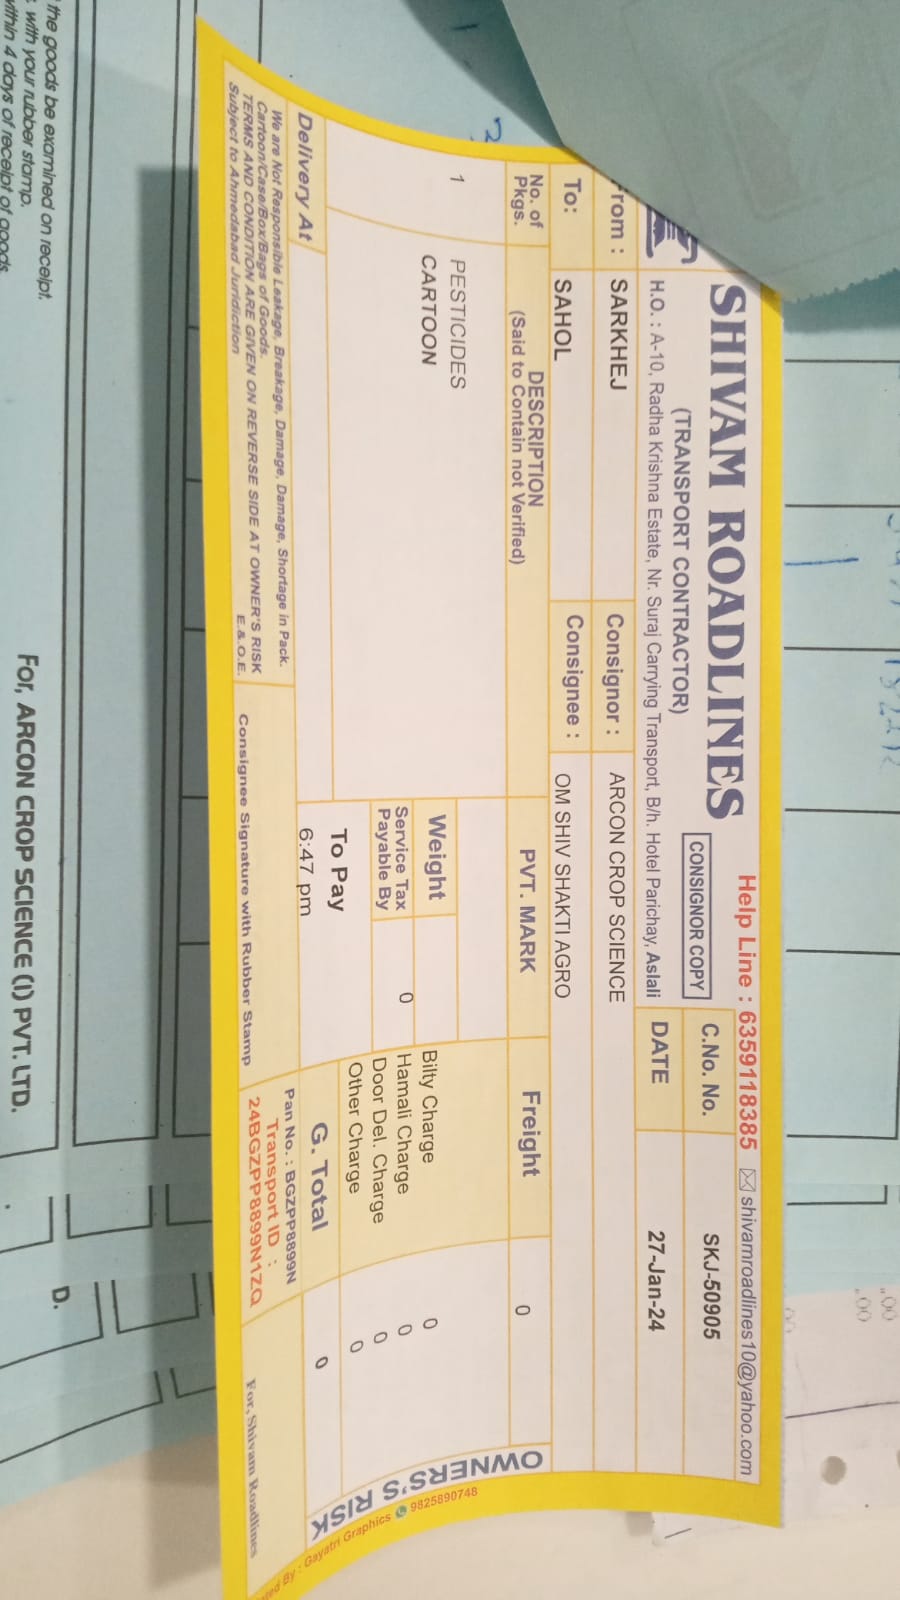 SHIVAM ROADLINES
Help Line : 6359118385 shivamroadlines10@yahoo.com
(TRANSPORT CONTRACTOR)
CONSIGNOR COPY
C.No. No. SKJ-50905
H.O. : A-10, Radha Krishna Estate, Nr. Suraj Carrying Transport, B/h. Hotel Parichay, Aslali
DATE 27-Jan-24
rom : SARKHEJ Consignor : ARCON CROP SCIENCE
To: SAHOL Consignee : OM SHIV SHAKTI AGRO
No. of Pkgs. DESCRIPTION (Said to Contain not Verified) PVT. MARK Freight 0
1 PESTICIDES
CARTOON
Weight
Bilty Charge 0
Service Tax Payable By 0
Hamali Charge 0
Door Del. Charge 0
To Pay
Other Charge 0
6:47 pm
G. Total 0
Delivery At
We are Not Responsible Leakage, Breakage, Damage, Damage, Shortage in Pack.
Carton/Case/Box/Bags of Goods.
TERMS AND CONDITION ARE GIVEN ON REVERSE SIDE AT OWNER'S RISK
Subject to Ahmedabad Juridiction E.&.O.E.
Consignee Signature with Rubber Stamp
Pan No. : BGZPP8899N
Transport ID :
24BGZPP8899N1ZQ
For, Shivam Roadlines
OWNERS'S RISK
ted By : Gayatri Graphics 9825890748
the goods be examined on receipt.
with your rubber stamp.
within 4 days of receipt of goods
For, ARCON CROP SCIENCE (I) PVT. LTD.
D.
.00
.00